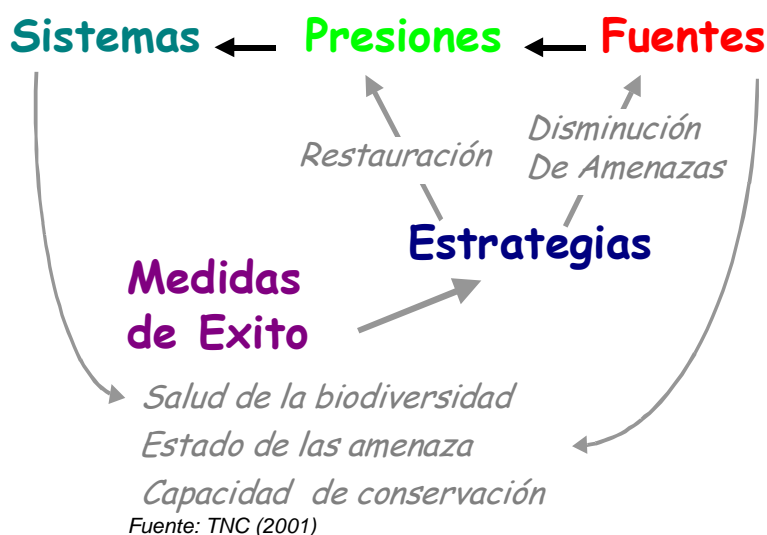 Sistemas Presiones Fuentes
Restauración
Disminución
De Amenazas
Estrategias
Medidas
de Exito
Salud de la biodiversidad
Estado de las amenaza
Capacidad de conservación
Fuente: TNC (2001)